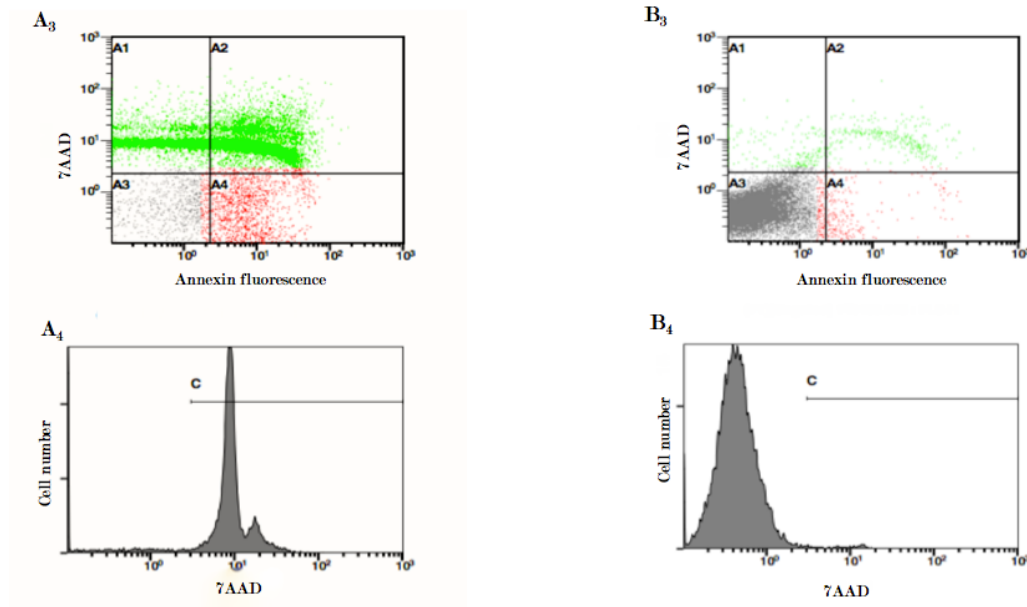 A3
10³
A1
A2
10²
7AAD
10¹
10⁰
A3
A4
10⁰
10¹
10²
10³
Annexin fluorescence
B3
10³
A1
A2
10²
7AAD
10¹
10⁰
A3
A4
10⁰
10¹
10²
10³
Annexin fluorescence
A4
C
Cell number
10⁰
10¹
10²
10³
7AAD
B4
C
Cell number
10⁰
10¹
10²
7AAD